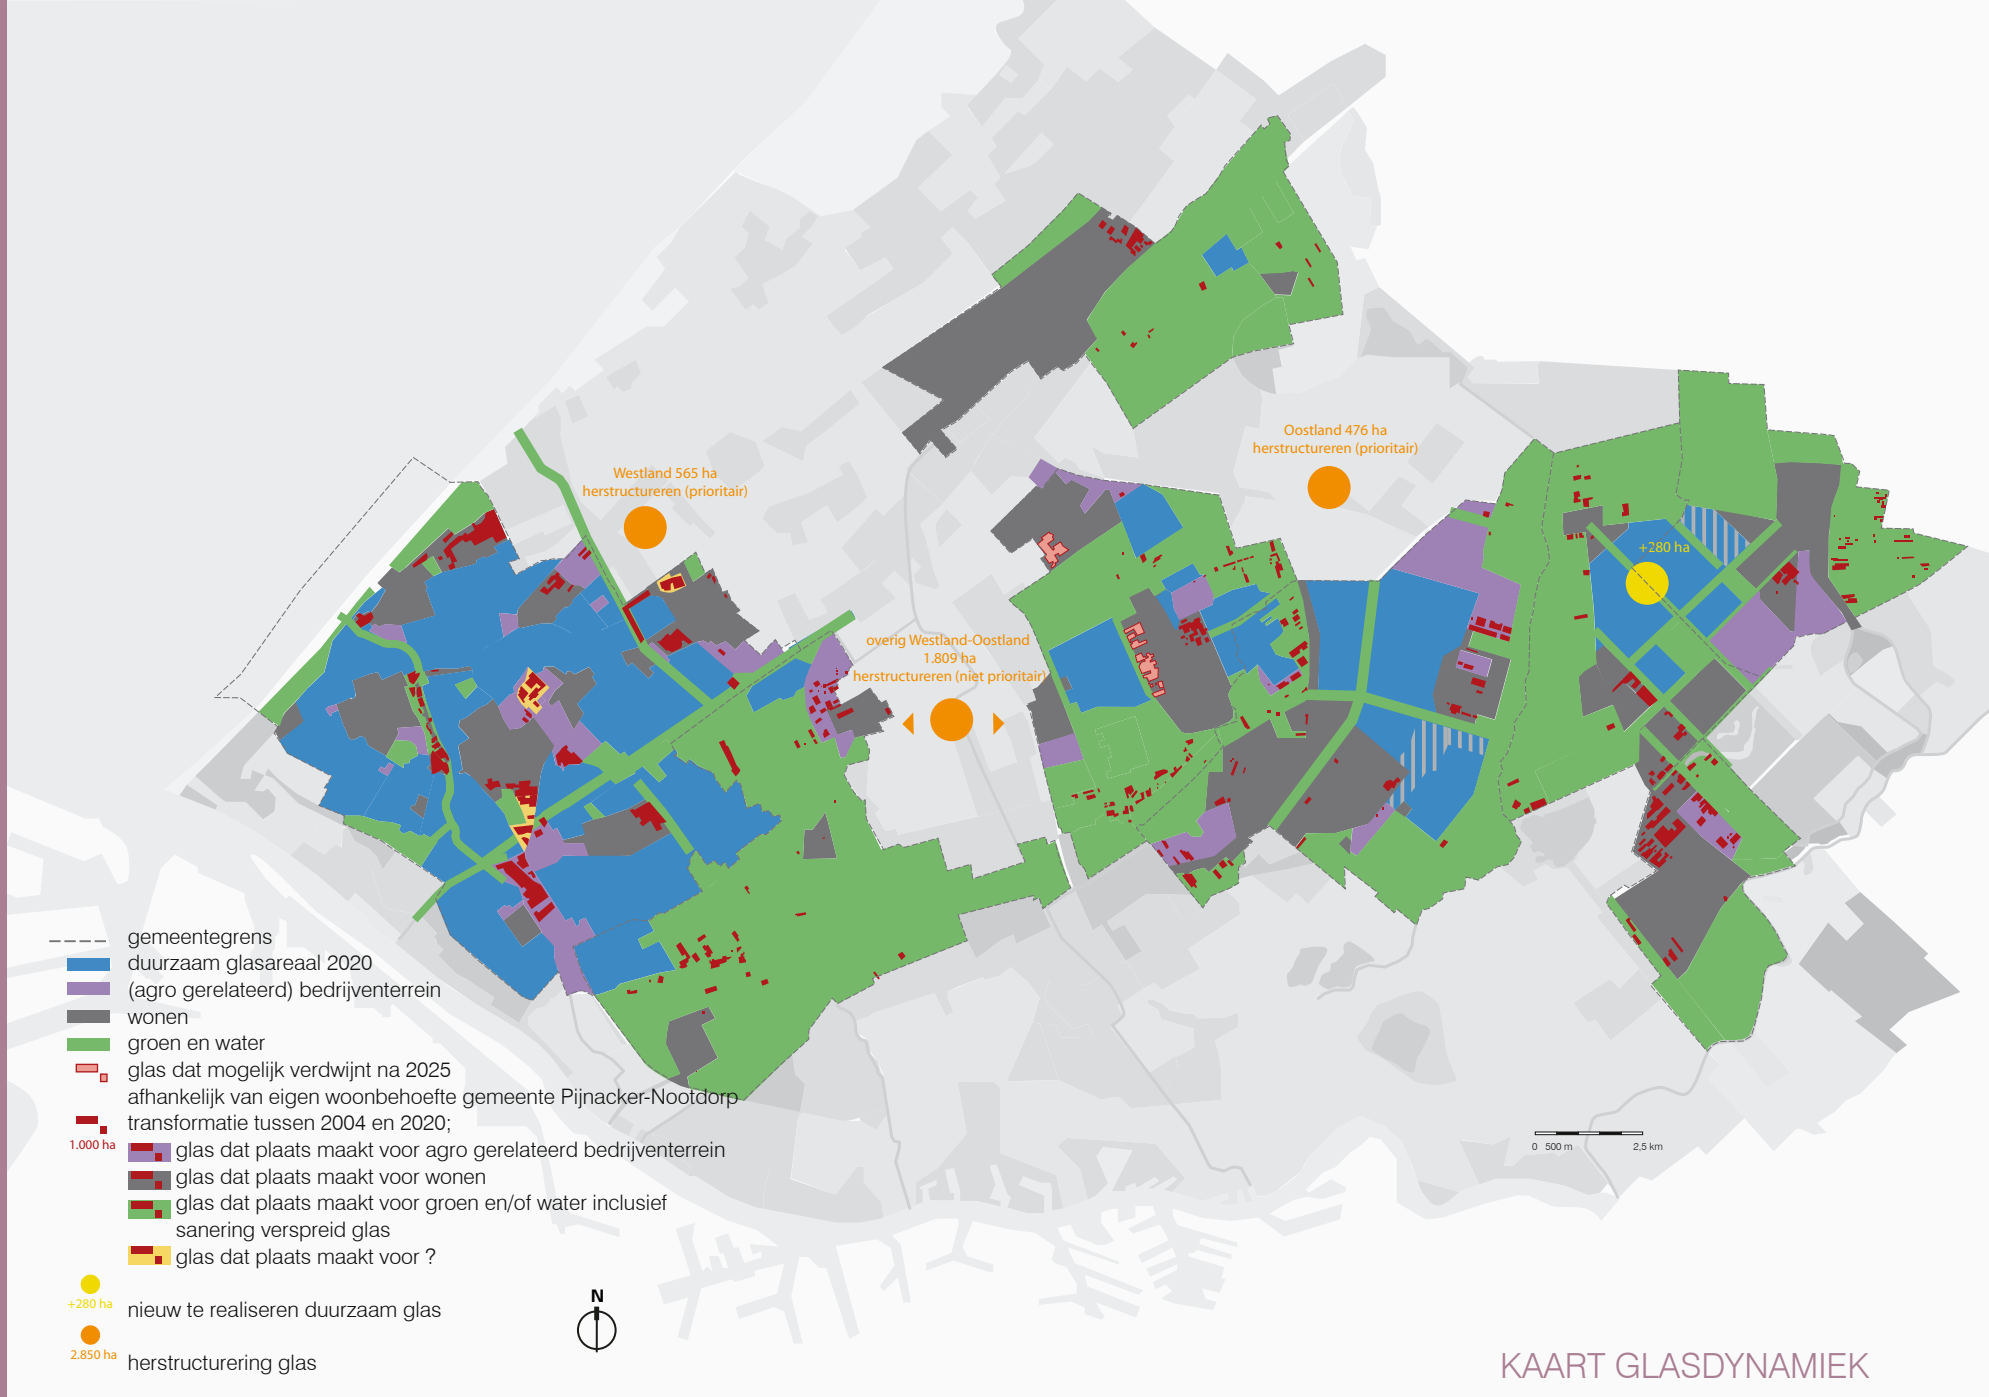 Oostland 476 ha
herstructureren (prioritair)
Westland 565 ha
herstructureren (prioritair)
+280 ha
overig Westland-Oostland
1.809 ha
herstructureren (niet prioritair)
gemeentegrens
duurzaam glasareaal 2020
(agro gerelateerd) bedrijventerrein
wonen
groen en water
glas dat mogelijk verdwijnt na 2025
afhankelijk van eigen woonbehoefte gemeente Pijnacker-Nootdorp
transformatie tussen 2004 en 2020;
1.000 ha
glas dat plaats maakt voor agro gerelateerd bedrijventerrein
glas dat plaats maakt voor wonen
glas dat plaats maakt voor groen en/of water inclusief
sanering verspreid glas
glas dat plaats maakt voor ?
+280 ha
nieuw te realiseren duurzaam glas
2.850 ha
herstructurering glas
N
0 500 m 2,5 km
KAART GLASDYNAMIEK